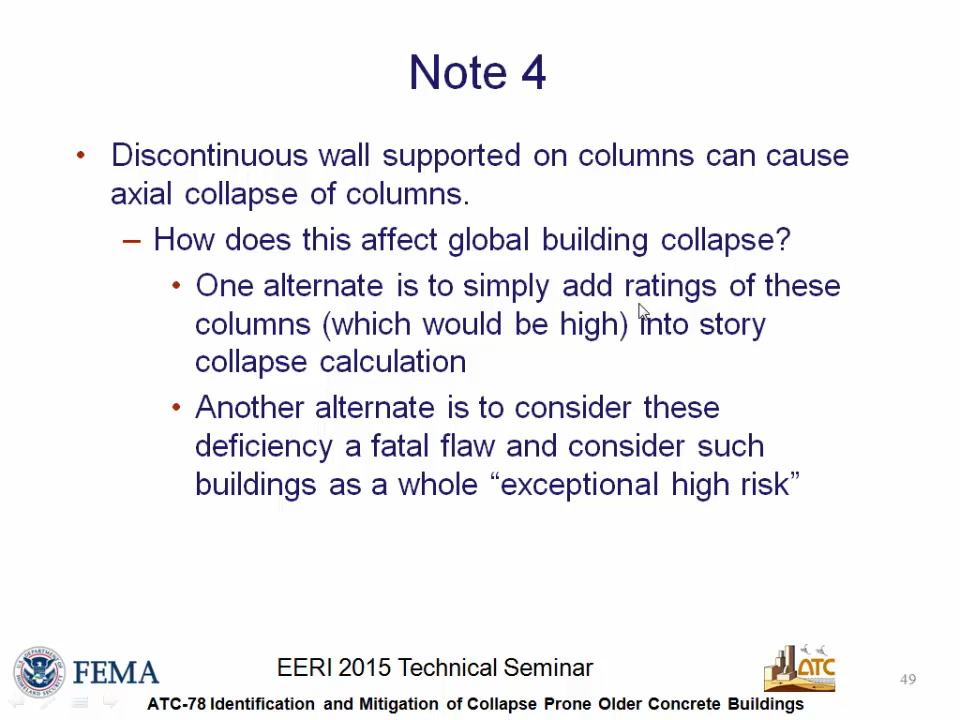 Note 4
• Discontinuous wall supported on columns can cause
axial collapse of columns.
– How does this affect global building collapse?
• One alternate is to simply add ratings of these
columns (which would be high) into story
collapse calculation
• Another alternate is to consider these
deficiency a fatal flaw and consider such
buildings as a whole “exceptional high risk”
FEMA
EERI 2015 Technical Seminar
ATC
49
ATC-78 Identification and Mitigation of Collapse Prone Older Concrete Buildings